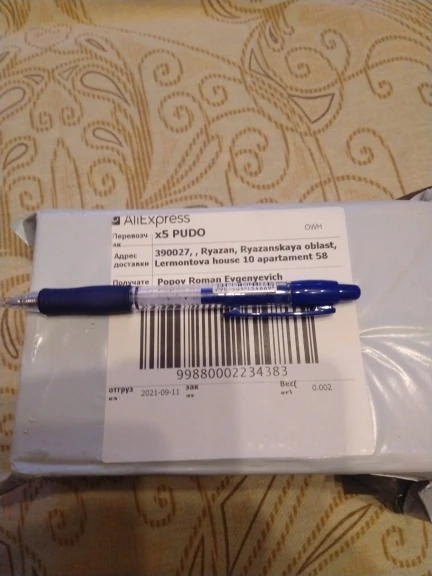 AliExpress
OWH
Перевозч
ик
x5 PUDO
Адрес
доставки
390027, , Ryazan, Ryazanskaya oblast,
Lermontova house 10 apartament 58
Получате
Popov Roman Evgenyevich
99880002234383
отгруз
2021-09-11
зак
Вес(
0.002